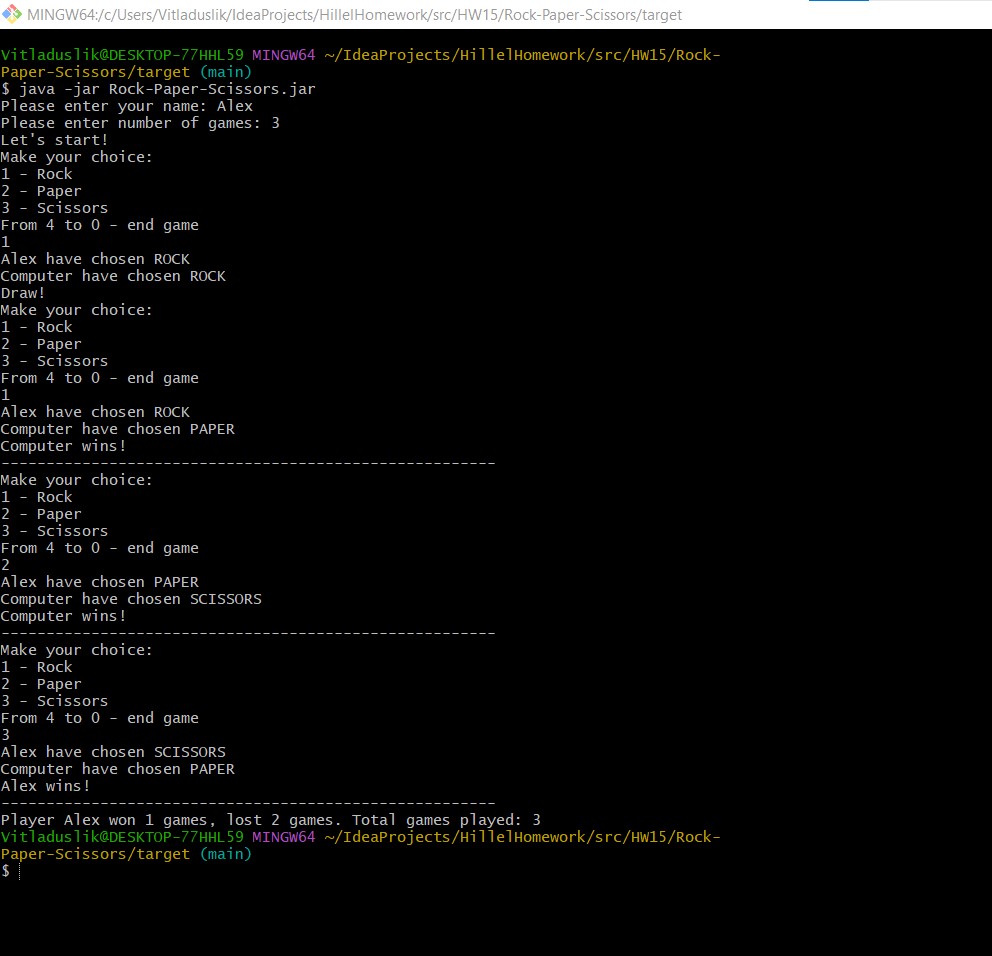 MINGW64:/c/Users/Vitladuslik/IdeaProjects/HillelHomework/src/HW15/Rock-Paper-Scissors/target
Vitladuslik@DESKTOP-77HHL59 MINGW64 ~/IdeaProjects/HillelHomework/src/HW15/Rock-
Paper-Scissors/target (main)
$ java -jar Rock-Paper-Scissors.jar
Please enter your name: Alex
Please enter number of games: 3
Let's start!
Make your choice:
1 - Rock
2 - Paper
3 - Scissors
From 4 to 0 - end game
1
Alex have chosen ROCK
Computer have chosen ROCK
Draw!
Make your choice:
1 - Rock
2 - Paper
3 - Scissors
From 4 to 0 - end game
1
Alex have chosen ROCK
Computer have chosen PAPER
Computer wins!
-------------------------------------------------------
Make your choice:
1 - Rock
2 - Paper
3 - Scissors
From 4 to 0 - end game
2
Alex have chosen PAPER
Computer have chosen SCISSORS
Computer wins!
-------------------------------------------------------
Make your choice:
1 - Rock
2 - Paper
3 - Scissors
From 4 to 0 - end game
3
Alex have chosen SCISSORS
Computer have chosen PAPER
Alex wins!
-------------------------------------------------------
Player Alex won 1 games, lost 2 games. Total games played: 3
Vitladuslik@DESKTOP-77HHL59 MINGW64 ~/IdeaProjects/HillelHomework/src/HW15/Rock-
Paper-Scissors/target (main)
$